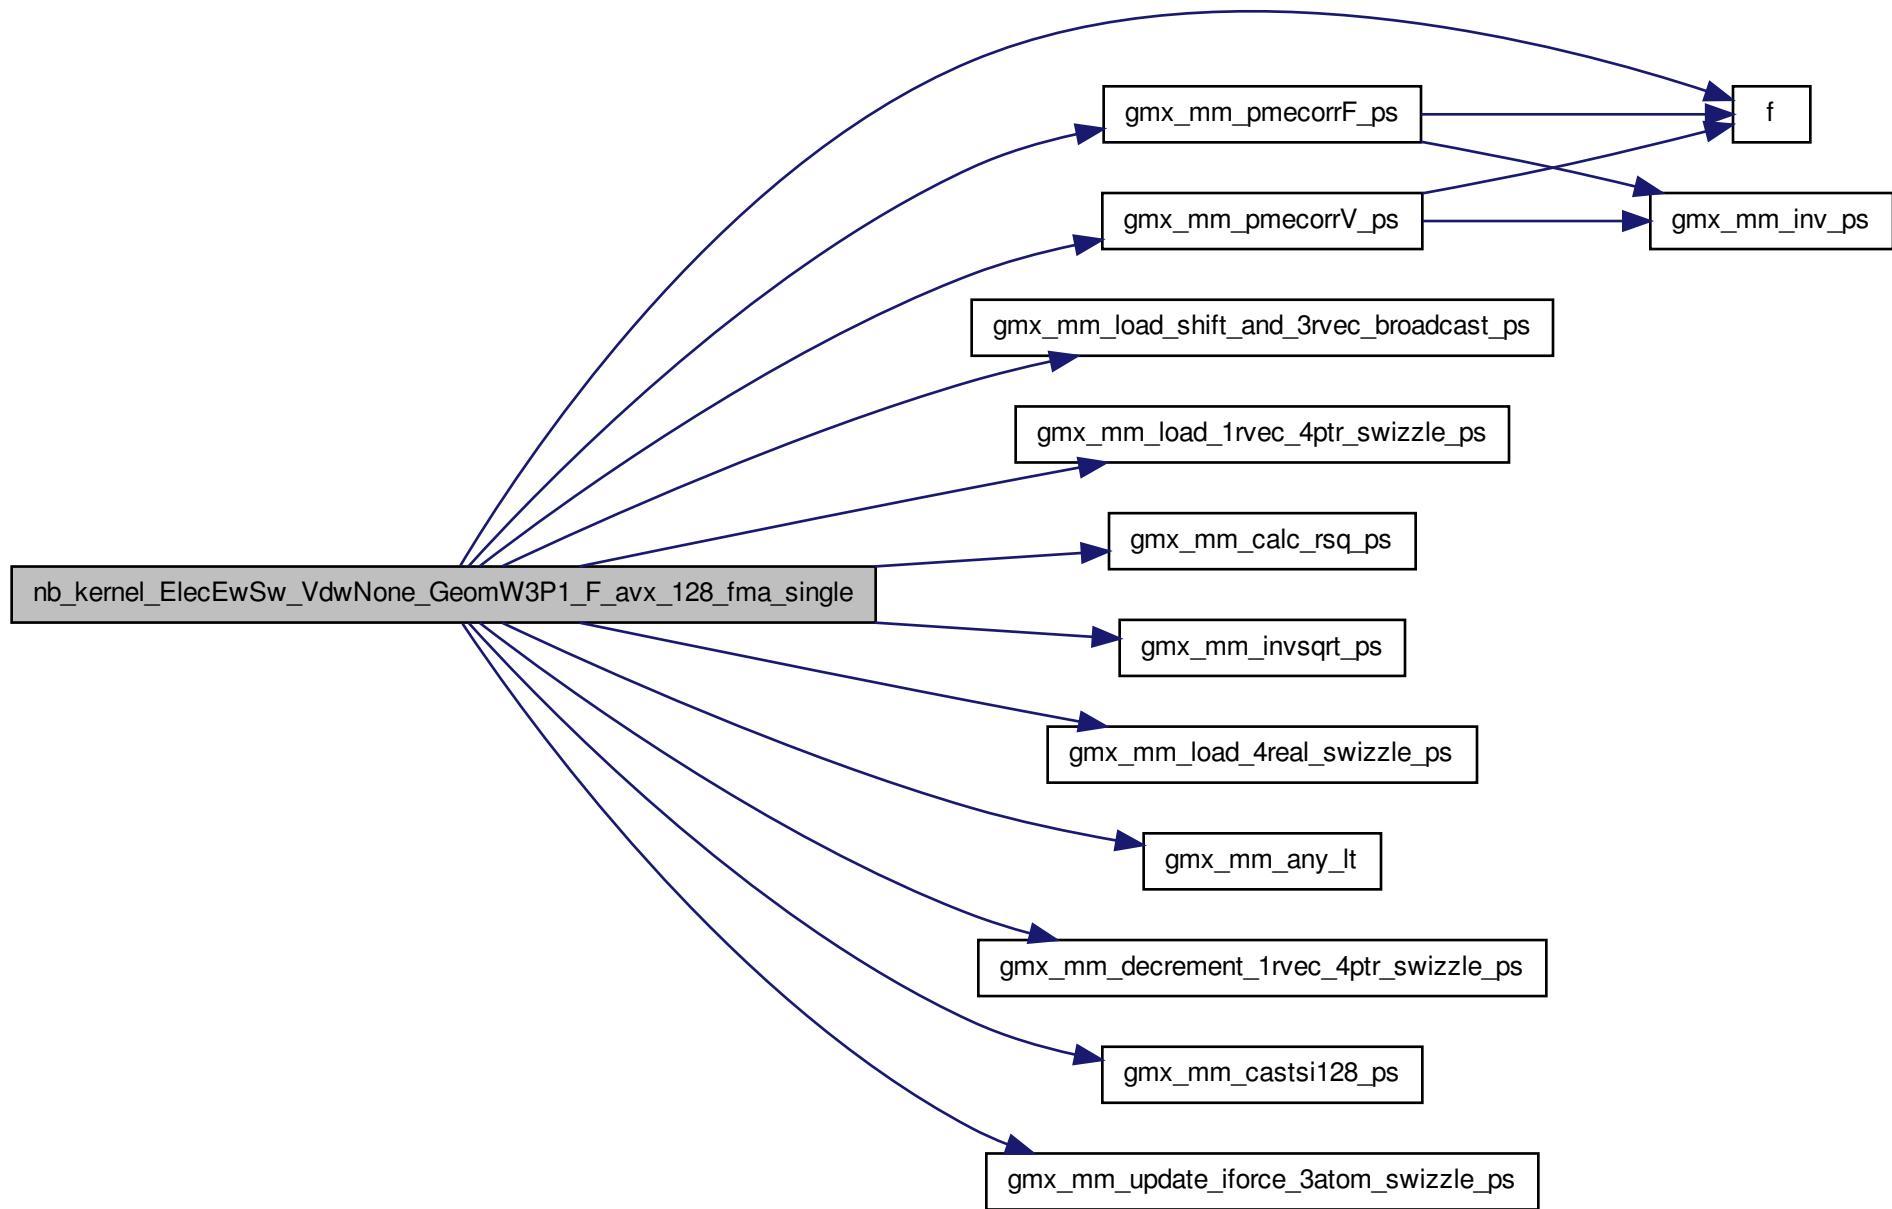 gmx_mm_pmecorrF_ps
f
gmx_mm_pmecorrV_ps
gmx_mm_inv_ps
gmx_mm_load_shift_and_3rvec_broadcast_ps
gmx_mm_load_1rvec_4ptr_swizzle_ps
gmx_mm_calc_rsq_ps
nb_kernel_ElecEwSw_VdwNone_GeomW3P1_F_avx_128_fma_single
gmx_mm_invsqrt_ps
gmx_mm_load_4real_swizzle_ps
gmx_mm_any_lt
gmx_mm_decrement_1rvec_4ptr_swizzle_ps
gmx_mm_castsi128_ps
gmx_mm_update_iforce_3atom_swizzle_ps